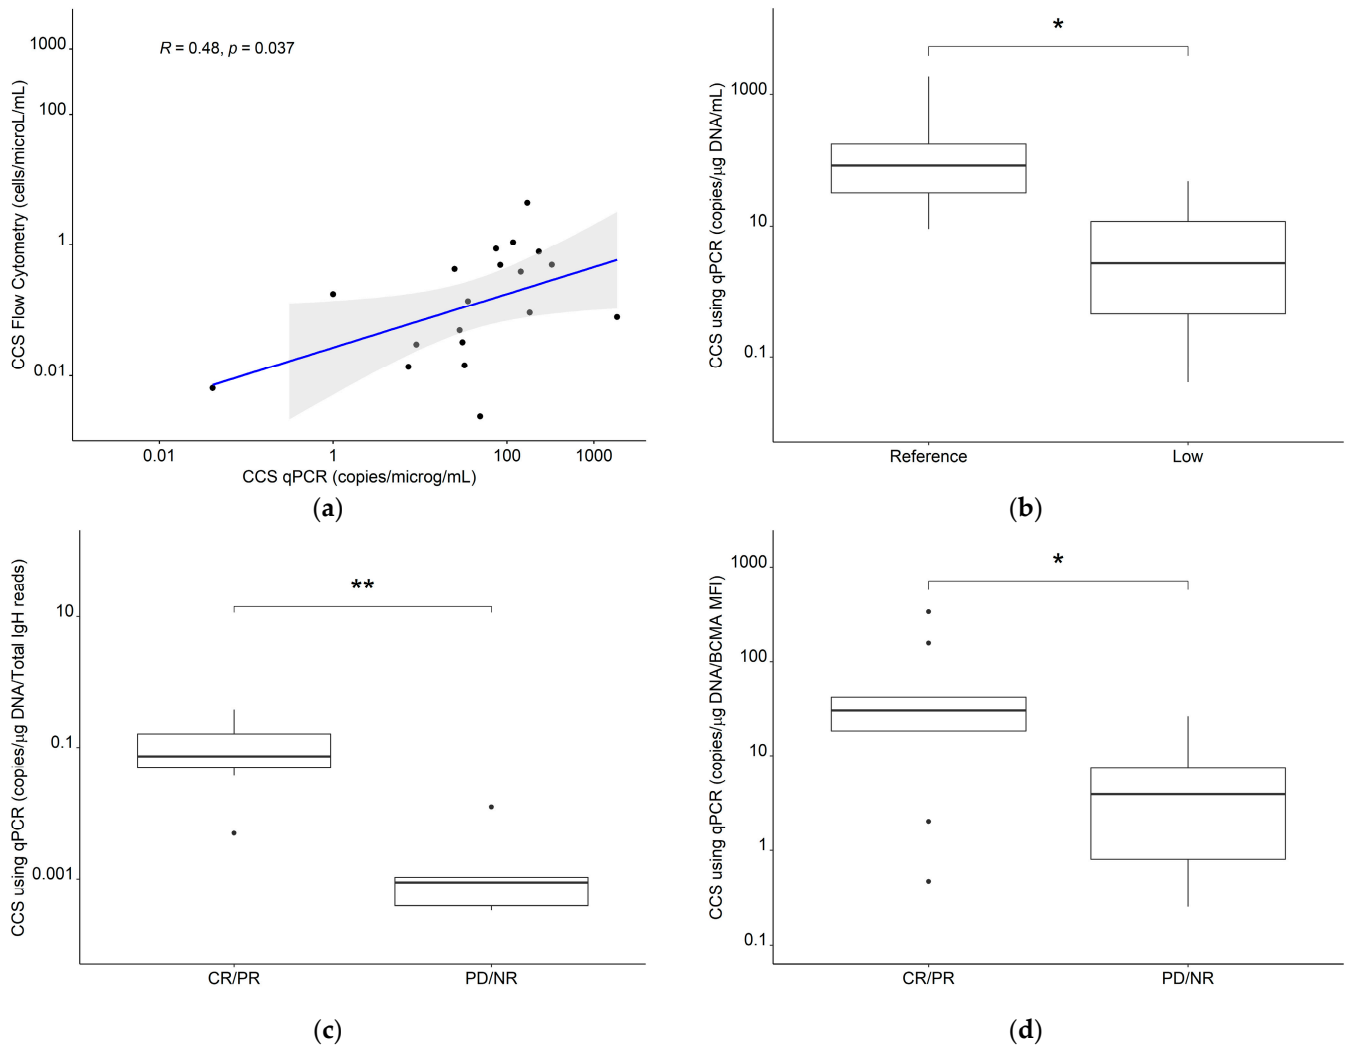 R = 0.48, p = 0.037
CCS Flow Cytometry (cells/microL/mL)
1000
100
1
0.01
0.01 1 100 1000
CCS qPCR (copies/microg/mL)
(a)
*
CCS using qPCR (copies/μg DNA/mL)
1000
10
0.1
Reference Low
(b)
**
CCS using qPCR (copies/μg DNA/Total IgH reads)
10
0.1
0.001
CR/PR PD/NR
(c)
*
CCS using qPCR (copies/μg DNA/BCMA MFI)
1000
100
10
1
0.1
CR/PR PD/NR
(d)